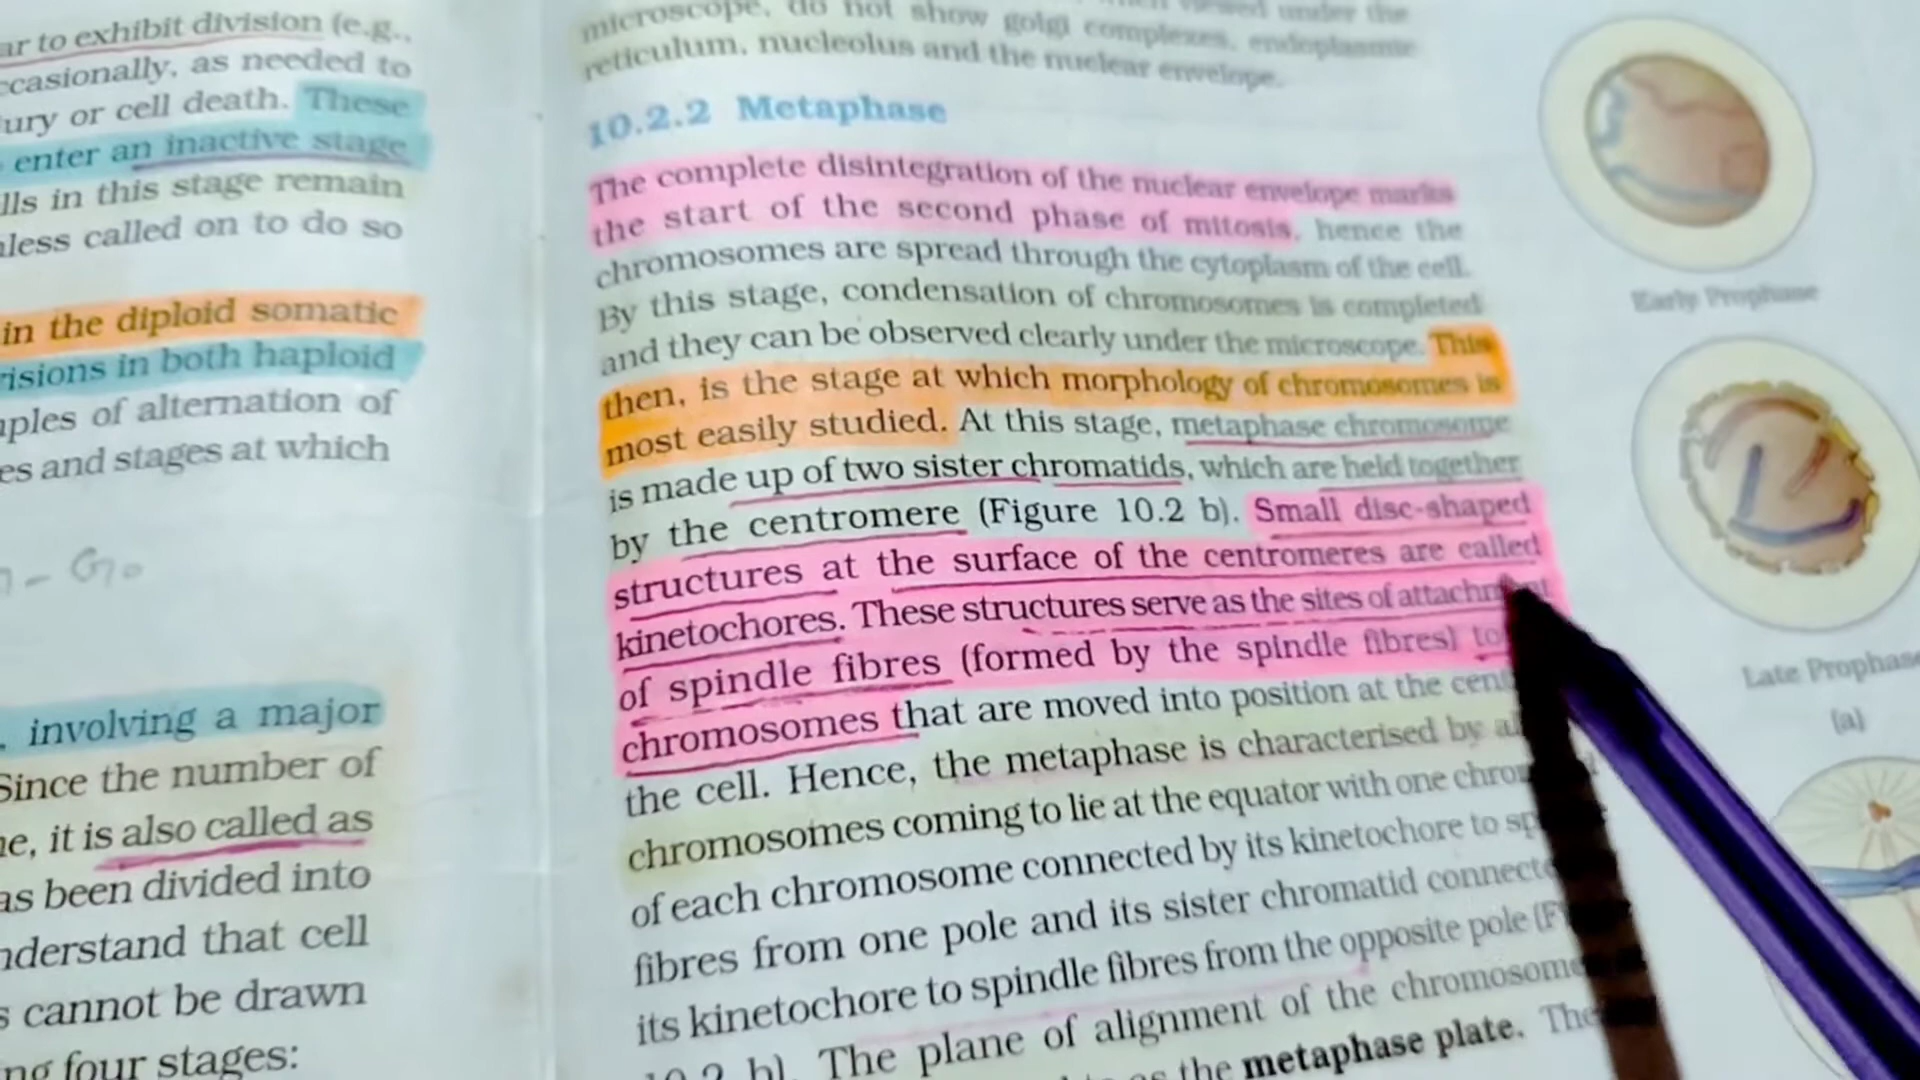 ar to exhibit division (e.g.,
ccasionally, as needed to
ury or cell death. These
enter an inactive stage
lls in this stage remain
nless called on to do so
in the diploid somatic
visions in both haploid
mples of alternation of
es and stages at which
G₀
, involving a major
Since the number of
ne, it is also called as
as been divided into
nderstand that cell
s cannot be drawn
ng four stages:
microscope, do not show golgi complexes, endoplasmic
reticulum, nucleolus and the nuclear envelope.
10.2.2 Metaphase
The complete disintegration of the nuclear envelope marks
the start of the second phase of mitosis, hence the
chromosomes are spread through the cytoplasm of the cell.
By this stage, condensation of chromosomes is completed
and they can be observed clearly under the microscope. This
then, is the stage at which morphology of chromosomes is
most easily studied. At this stage, metaphase chromosome
is made up of two sister chromatids, which are held together
by the centromere (Figure 10.2 b). Small disc-shaped
structures at the surface of the centromeres are called
kinetochores. These structures serve as the sites of attachment
of spindle fibres (formed by the spindle fibres) to
chromosomes that are moved into position at the cent
the cell. Hence, the metaphase is characterised by al
chromosomes coming to lie at the equator with one chro
of each chromosome connected by its kinetochore to sp
fibres from one pole and its sister chromatid connecte
its kinetochore to spindle fibres from the opposite pole (F
10.2 b). The plane of alignment of the chromosome
as the metaphase plate. The
Early Prophase
Late Prophase
(a)